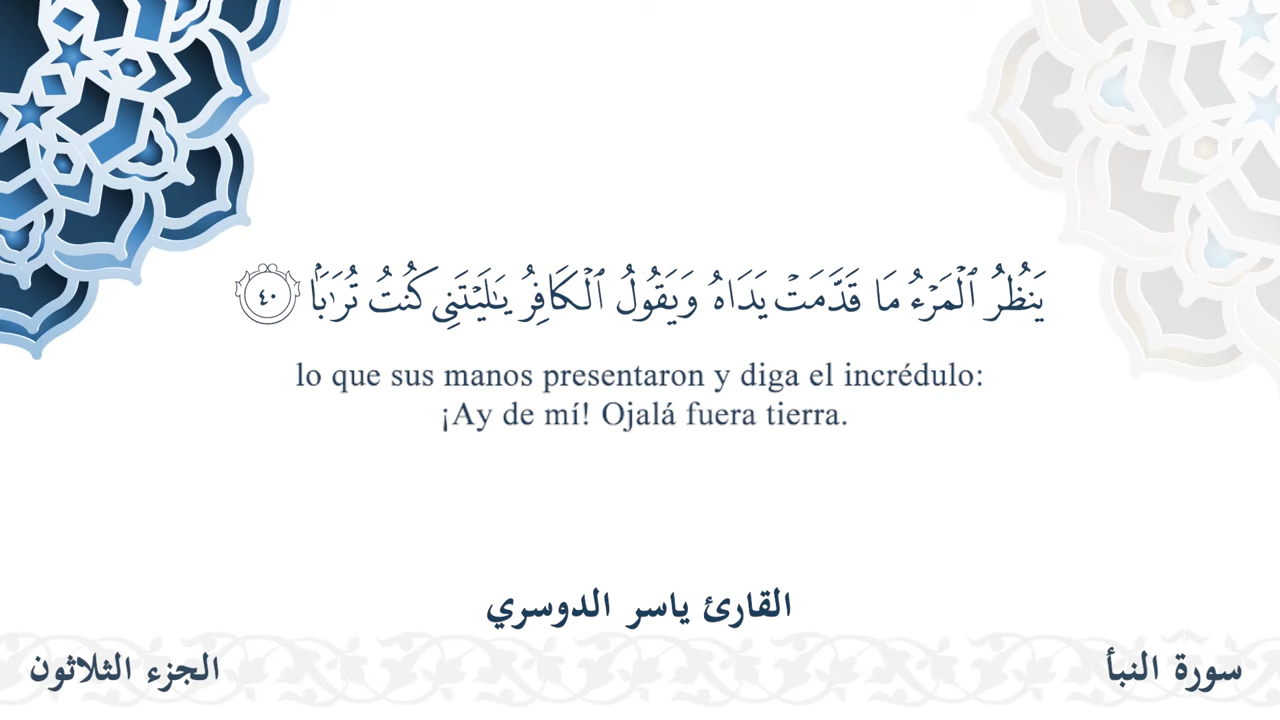 يَنظُرُ ٱلْمَرْءُ مَا قَدَّمَتْ يَدَاهُ وَيَقُولُ ٱلْكَافِرُ يَٰلَيْتَنِى كُنتُ تُرَٰبَۢا ٤٠
lo que sus manos presentaron y diga el incrédulo:
¡Ay de mí! Ojalá fuera tierra.
القارئ ياسر الدوسري
سورة النبأ
الجزء الثلاثون